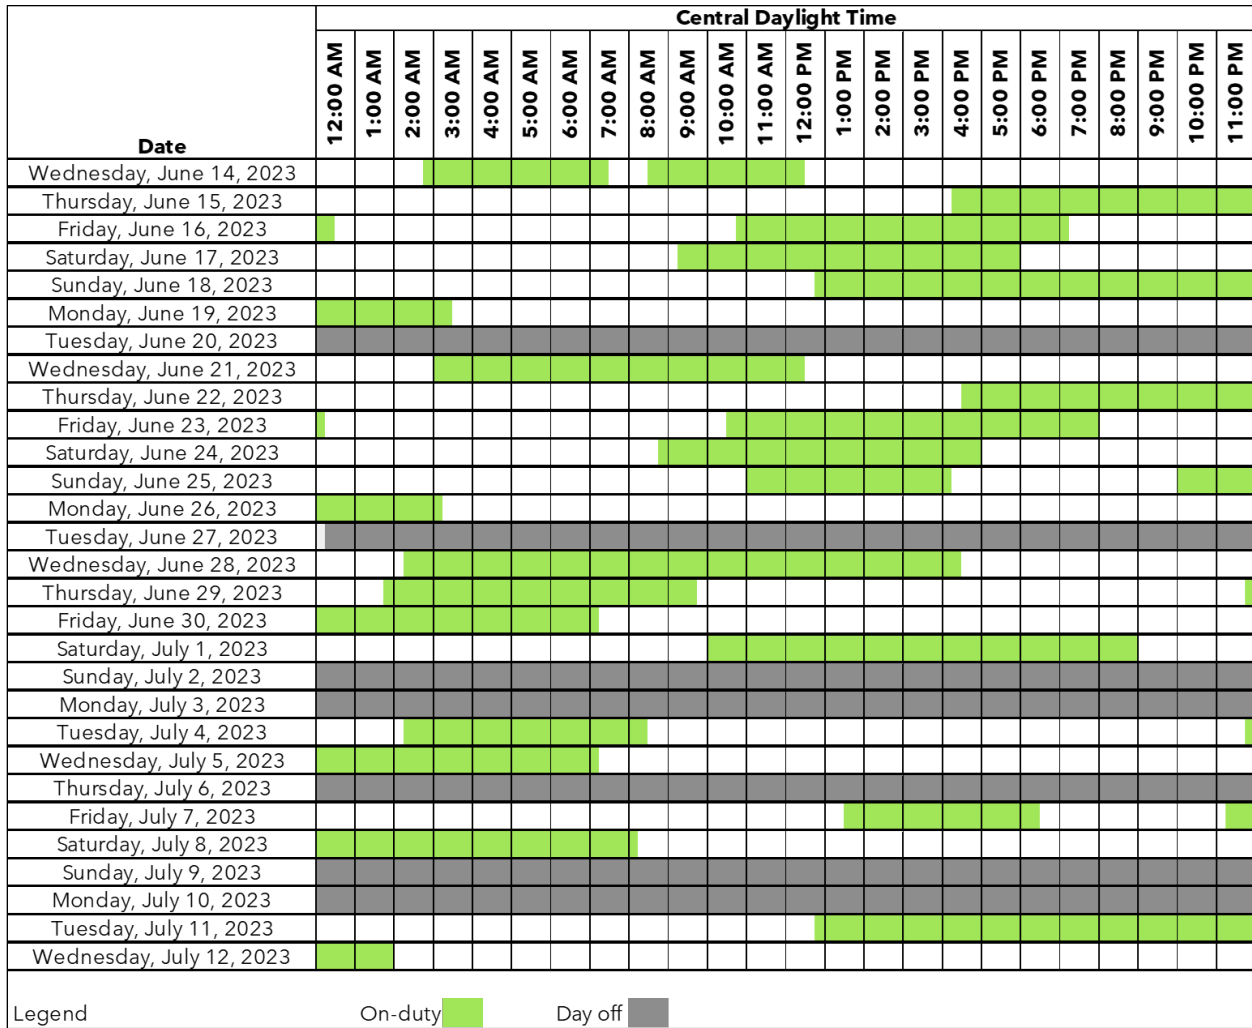 Central Daylight Time
Date 12:00 AM 1:00 AM 2:00 AM 3:00 AM 4:00 AM 5:00 AM 6:00 AM 7:00 AM 8:00 AM 9:00 AM 10:00 AM 11:00 AM 12:00 PM 1:00 PM 2:00 PM 3:00 PM 4:00 PM 5:00 PM 6:00 PM 7:00 PM 8:00 PM 9:00 PM 10:00 PM 11:00 PM
Wednesday, June 14, 2023
Thursday, June 15, 2023
Friday, June 16, 2023
Saturday, June 17, 2023
Sunday, June 18, 2023
Monday, June 19, 2023
Tuesday, June 20, 2023
Wednesday, June 21, 2023
Thursday, June 22, 2023
Friday, June 23, 2023
Saturday, June 24, 2023
Sunday, June 25, 2023
Monday, June 26, 2023
Tuesday, June 27, 2023
Wednesday, June 28, 2023
Thursday, June 29, 2023
Friday, June 30, 2023
Saturday, July 1, 2023
Sunday, July 2, 2023
Monday, July 3, 2023
Tuesday, July 4, 2023
Wednesday, July 5, 2023
Thursday, July 6, 2023
Friday, July 7, 2023
Saturday, July 8, 2023
Sunday, July 9, 2023
Monday, July 10, 2023
Tuesday, July 11, 2023
Wednesday, July 12, 2023
Legend On-duty Day off